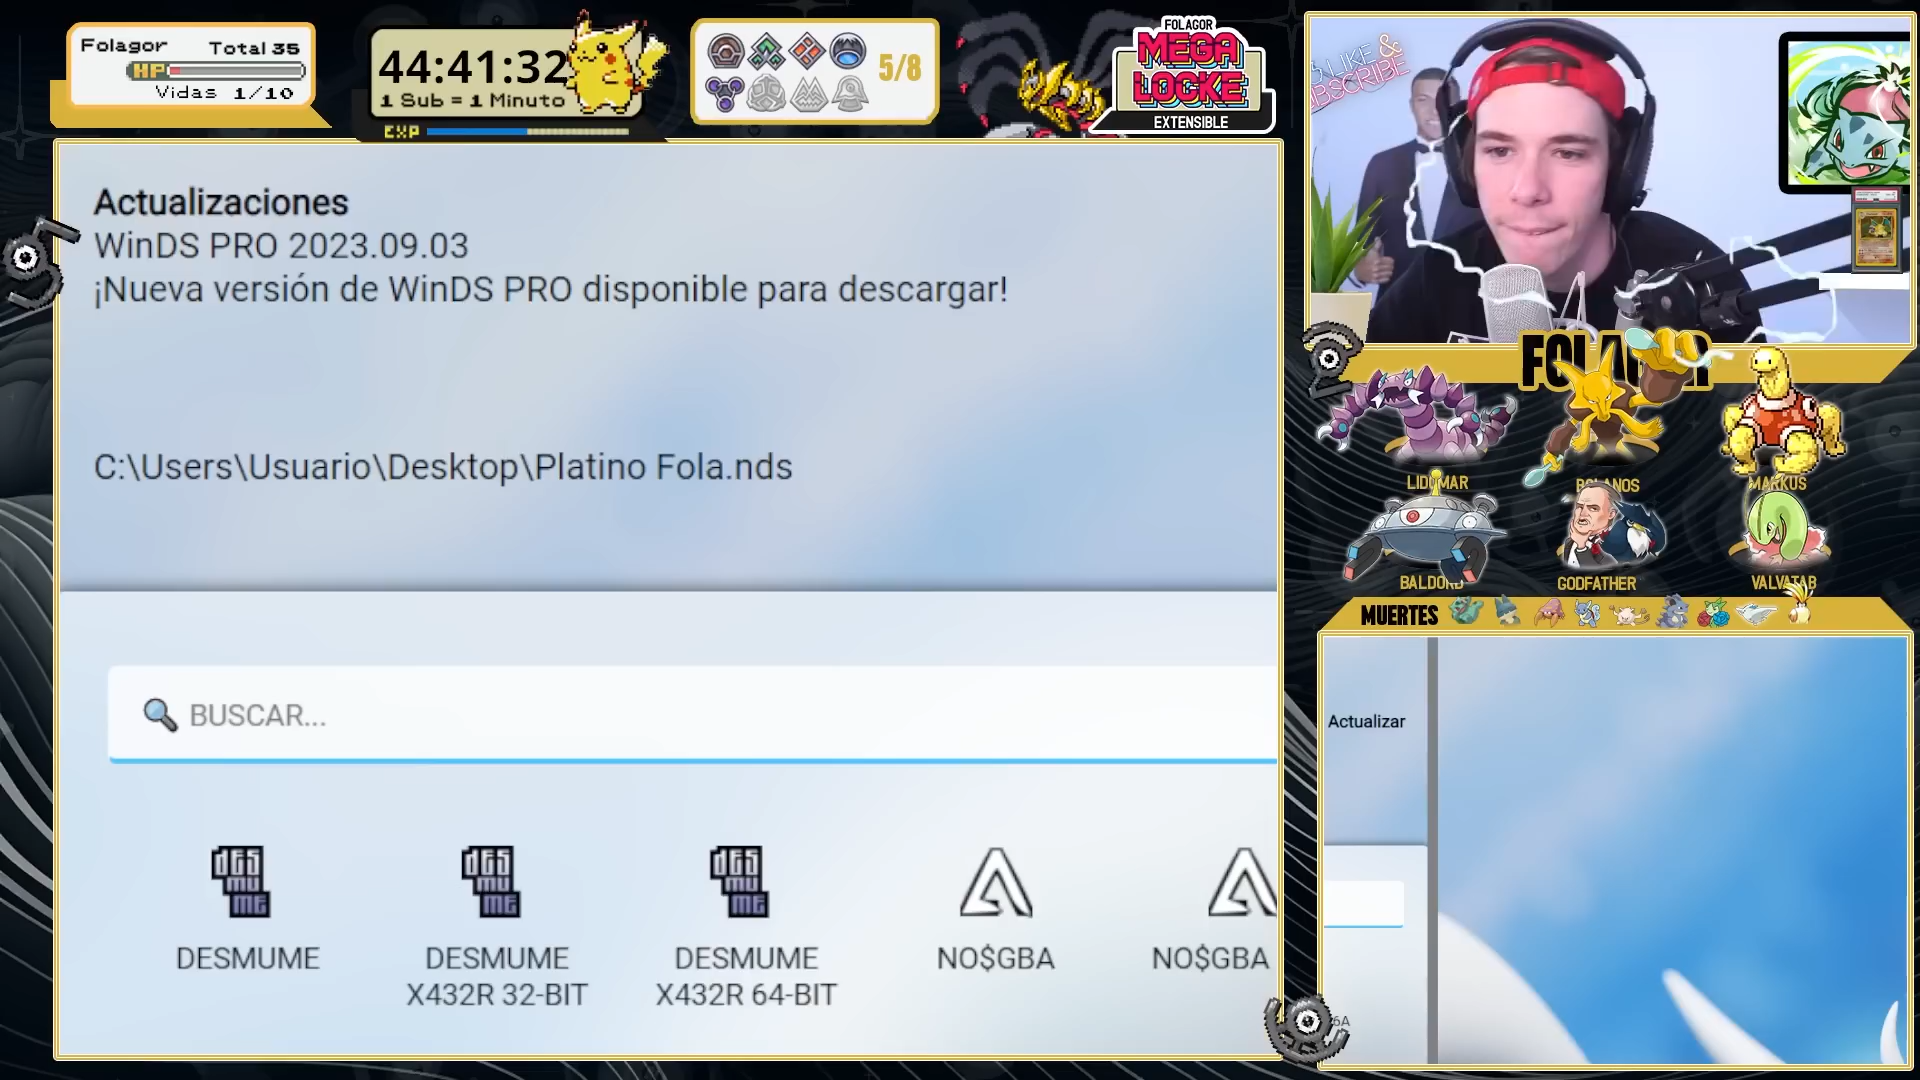 Folagor Total 35
HP
Vidas 1/10
44:41:32
1 Sub = 1 Minuto
EXP
5/8
FOLAGOR
MEGA
LOCKE
EXTENSIBLE
LIKE &
Actualizaciones
WinDS PRO 2023.09.03
¡Nueva versión de WinDS PRO disponible para descargar!
C:\Users\Usuario\Desktop\Platino Fola.nds
BUSCAR...
DESMUME
DESMUME
X432R 32-BIT
DESMUME
X432R 64-BIT
NO$GBA
NO$GBA
BOLANOS
MARKUS
BALDORD
GODFATHER
VALVATAB
MUERTES
Actualizar